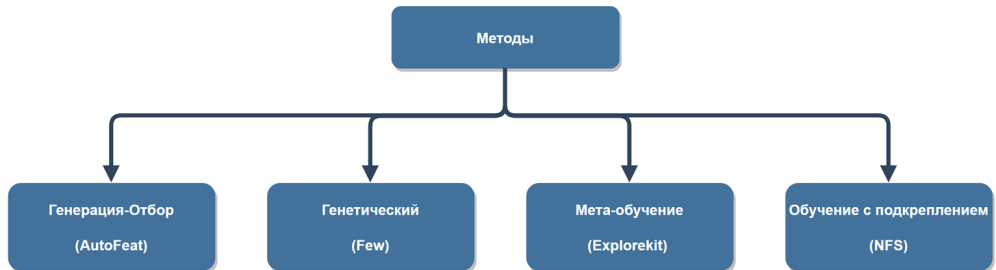 Методы
Генерация-Отбор
(AutoFeat)
Генетический
(Few)
Мета-обучение
(Explorekit)
Обучение с подкреплением
(NFS)